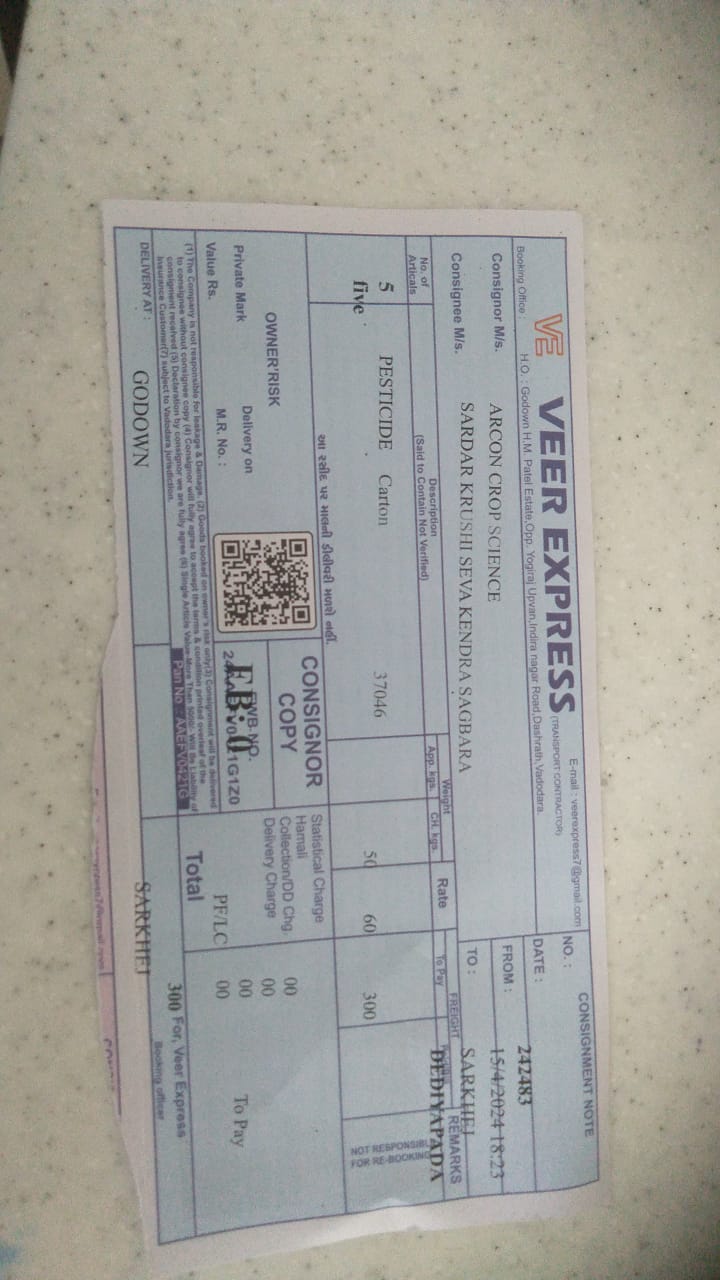 VE VEER EXPRESS
(TRANSPORT CONTRACTOR)
E-mail : veerexpress7@gmail.com
H.O. : Godown H.M. Patel Estate,Opp. Yogiraj Upvan,Indira nagar Road,Dashrath,Vadodara
Booking Office :
CONSIGNMENT NOTE
NO. : 242483
DATE : 15/4/2024 18:23
FROM : SARKHEJ
TO : DEDIYAPADA
Consignor M/s. ARCON CROP SCIENCE
Consignee M/s. SARDAR KRUSHI SEVA KENDRA SAGBARA
No. of Articals
Description
(Said to Contain Not Verified)
Weight
App. kgs. CH. kgs.
Rate
FREIGHT
To Pay
REMARKS
5 PESTICIDE Carton 37046 50 60 300
five
NOT RESPONSIBLE
FOR RE-BOOKING
આ રસીદ પર માલની ડીલીવરી મળશે નહીં.
OWNER'RISK
CONSIGNOR
COPY
Private Mark
Delivery on
EWB-NO.
EB:0
Value Rs.
M.R. No. :
Statistical Charge
Hamali 00
Collection/DD Chg. 00
Delivery Charge 00
PF/LC 00
To Pay
Total 300
(1) The Company is not responsible for leakage & Damage, (2) Goods booked on owner's risk only(3) Consignment will be delivered
to consignee without consignee copy (4) Consignor will fully agree to accept the terms & condition printed overleaf of the
consignment received (5) Declaration by consignor we are fully agree (6) Single Article Value-More Than 5000/- Will Be Liability of
Insurance Customer(7) subject to Vadodara jurisdiction.
Pan No.: AAEFV0421G
For, Veer Express
DELIVERY AT : GODOWN
SARKHEJ
Booking officer